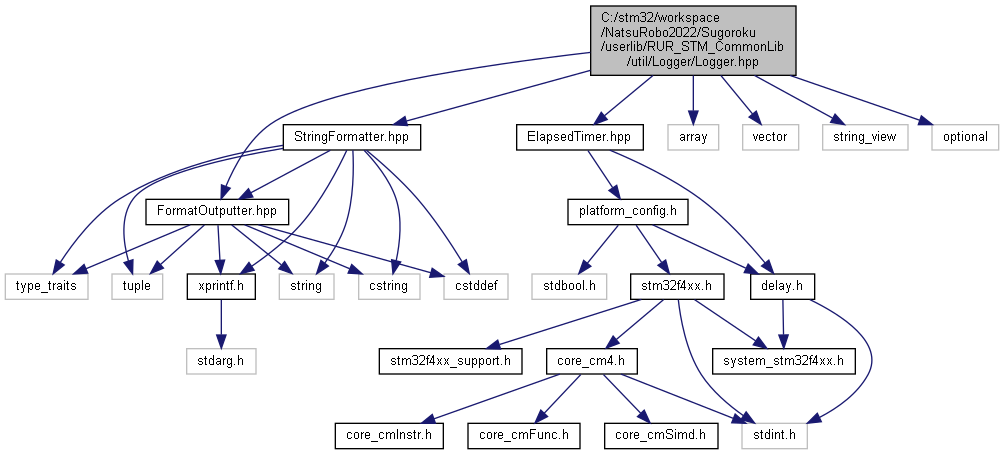 C:/stm32/workspace
/NatsuRobo2022/Sugoroku
/userlib/RUR_STM_CommonLib
/util/Logger/Logger.hpp
StringFormatter.hpp
ElapsedTimer.hpp
array
vector
string_view
optional
FormatOutputter.hpp
platform_config.h
type_traits
tuple
xprintf.h
string
cstring
cstddef
stdbool.h
stm32f4xx.h
delay.h
stdarg.h
stm32f4xx_support.h
core_cm4.h
system_stm32f4xx.h
core_cmInstr.h
core_cmFunc.h
core_cmSimd.h
stdint.h